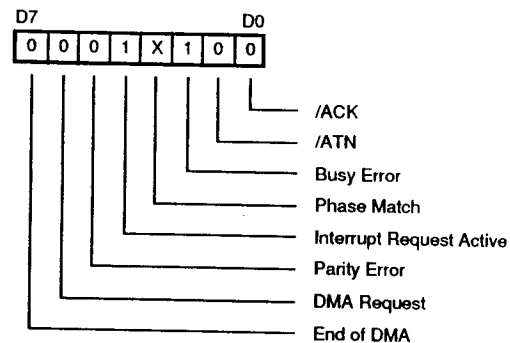 D7 D0
0 0 0 1 X 1 0 0
/ACK
/ATN
Busy Error
Phase Match
Interrupt Request Active
Parity Error
DMA Request
End of DMA